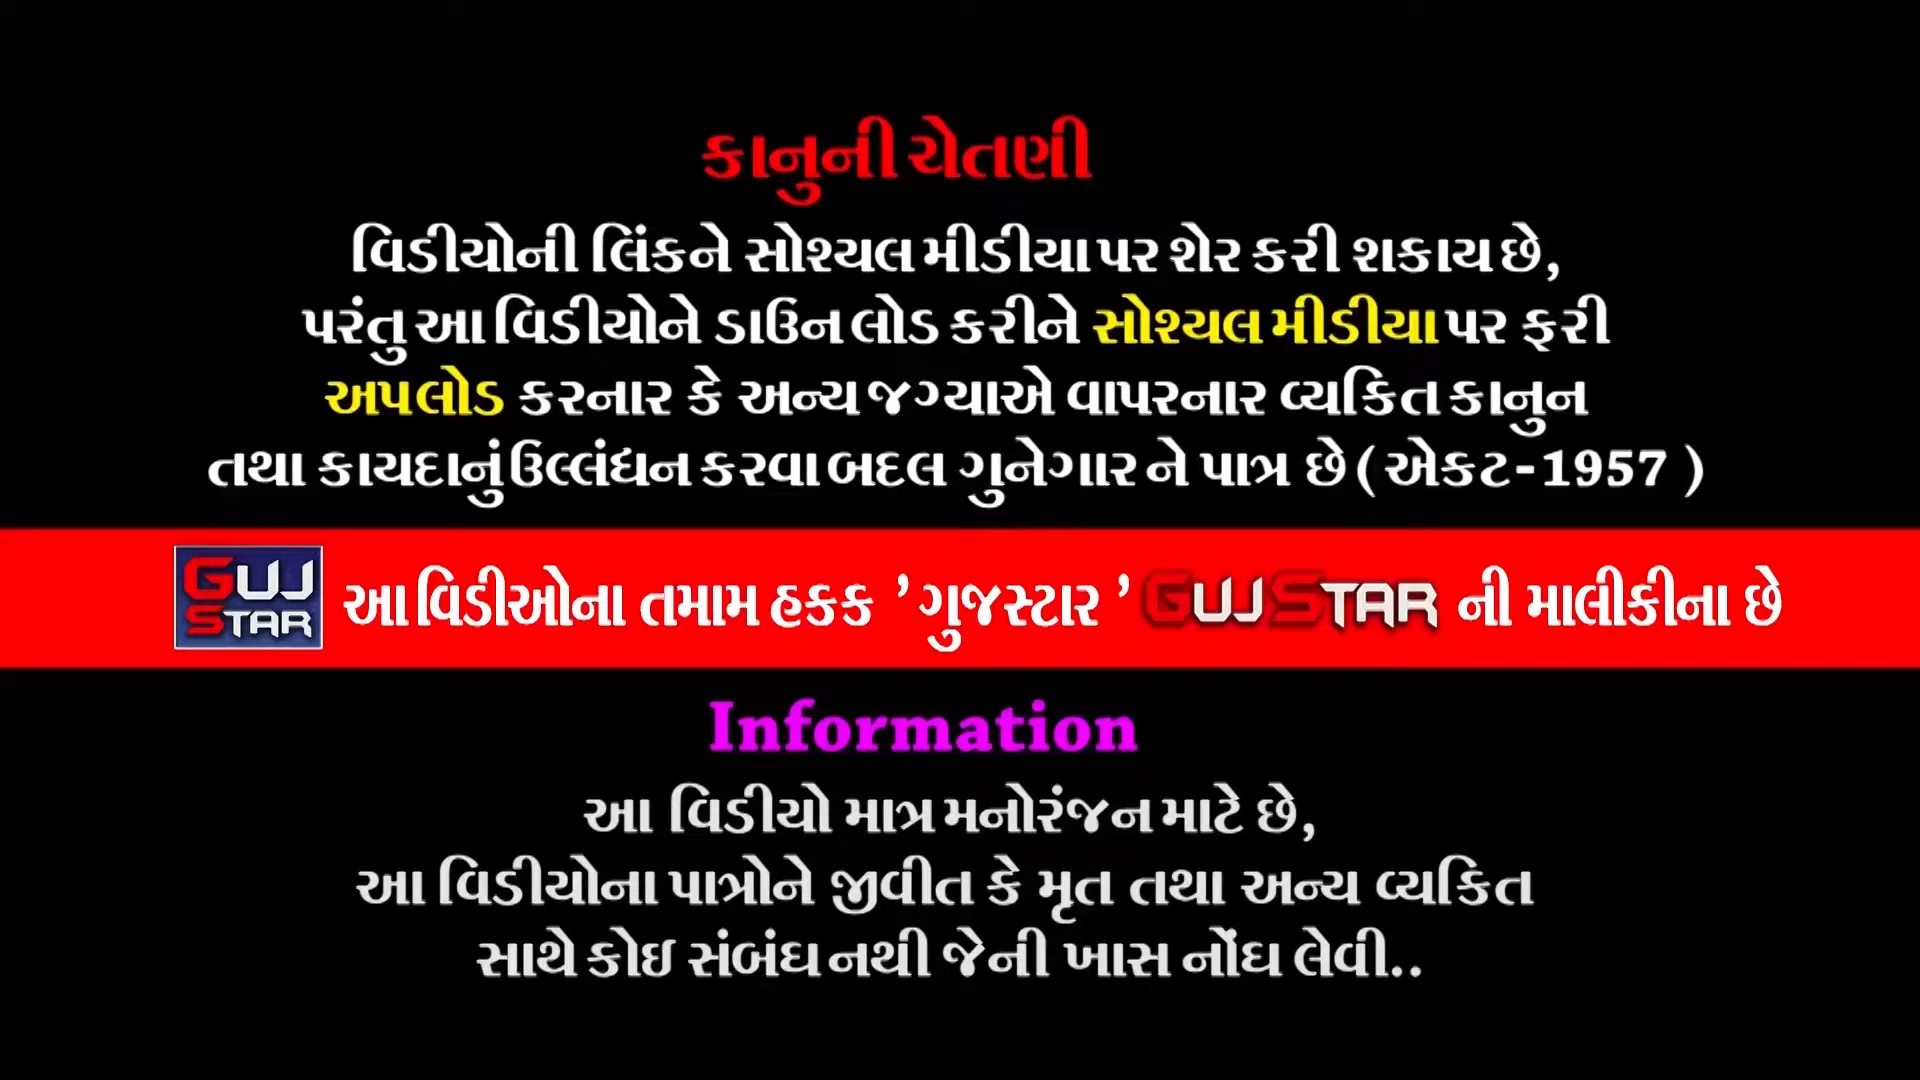 કાનુની ચેતણી
વિડીયોની લિંકને સોશ્યલ મીડીયા પર શેર કરી શકાય છે,
પરંતુ આ વિડીયોને ડાઉન લોડ કરીને સોશ્યલ મીડીયા પર ફરી
અપલોડ કરનાર કે અન્ય જગ્યાએ વાપરનાર વ્યકિત કાનુન
તથા કાયદાનું ઉલ્લંઘન કરવા બદલ ગુનેગાર ને પાત્ર છે ( એકટ-1957 )
GUJ STAR આ વિડીઓના તમામ હકક ’ ગુજસ્ટાર ’ GUJ STAR ની માલીકીના છે
Information
આ વિડીયો માત્ર મનોરંજન માટે છે,
આ વિડીયોના પાત્રોને જીવીત કે મૃત તથા અન્ય વ્યકિત
સાથે કોઇ સંબંધ નથી જેની ખાસ નોંધ લેવી..